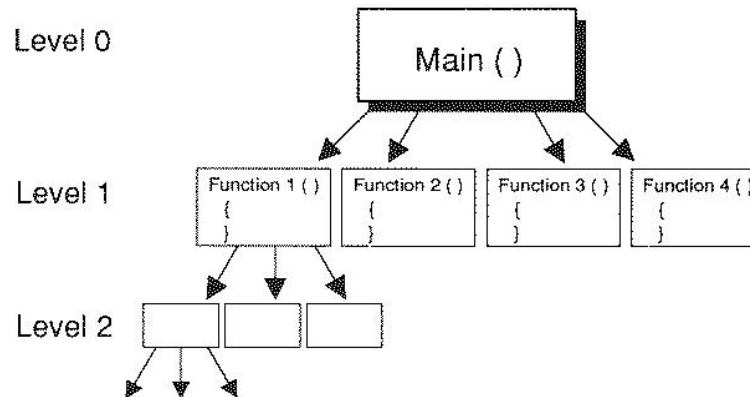 Level 0
Main ( )
Level 1
Function 1 ( )
{
}
Function 2 ( )
{
}
Function 3 ( )
{
}
Function 4 ( )
{
}
Level 2